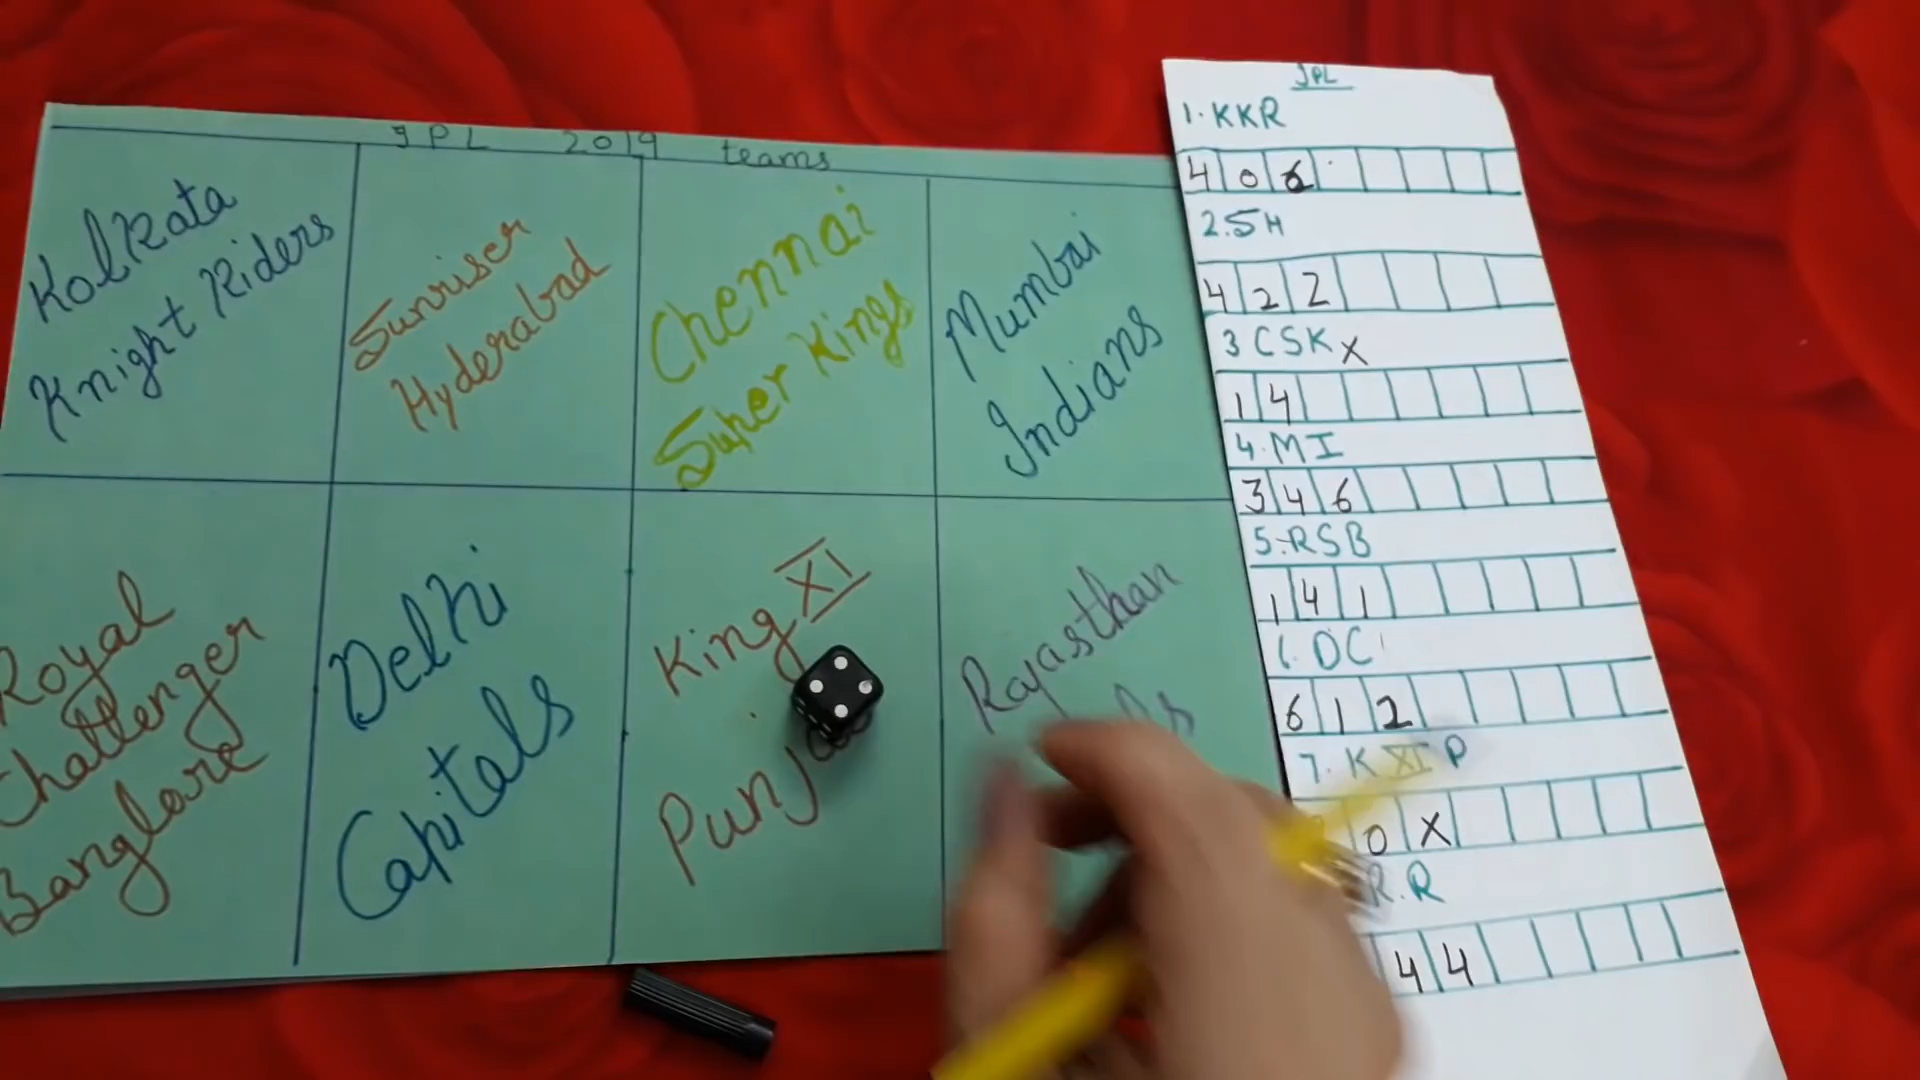 IPL 2019 teams
Kolkata
Knight Riders
Sunriser
Hyderabad
Chennai
Super Kings
Mumbai
Indians
Royal
Challenger
Banglore
Delhi
Capitals
King XI
Punjab
Rajasthan
IPL
1. KKR
4 0 6
2. SH
4 2 2
3 CSK X
1 4
4. MI
3 4 6
5. RSB
1 4 1
6. DC
6 1 2
7. K XI P
0 X
R.R
4 4